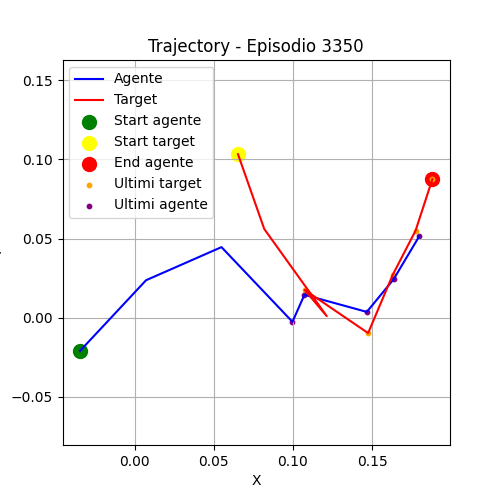 Trajectory - Episodio 3350
0.15
0.10
0.05
0.00
−0.05
Agente
Target
Start agente
Start target
End agente
Ultimi target
Ultimi agente
0.00 0.05 0.10 0.15
X